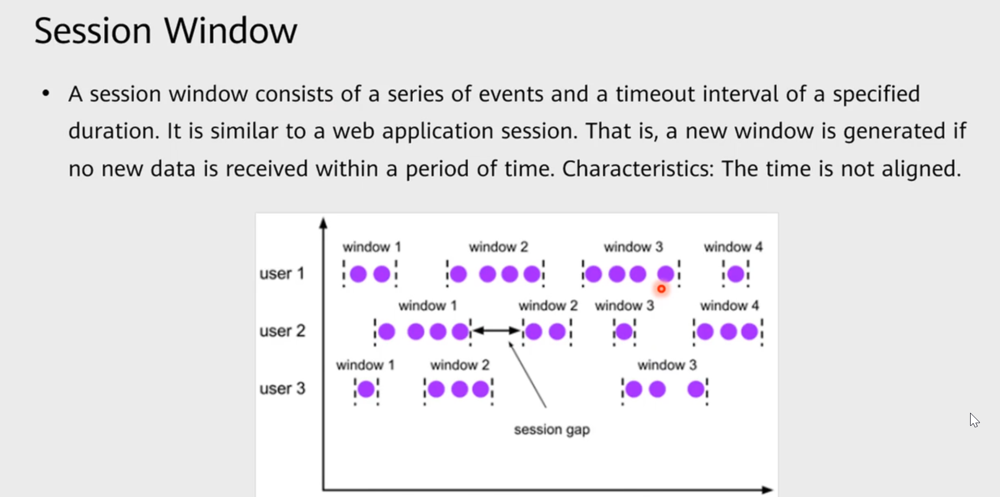 Session Window
• A session window consists of a series of events and a timeout interval of a specified
duration. It is similar to a web application session. That is, a new window is generated if
no new data is received within a period of time. Characteristics: The time is not aligned.
window 1 window 2 window 3 window 4
user 1
window 1 window 2 window 3 window 4
user 2
window 1 window 2 window 3
user 3
session gap